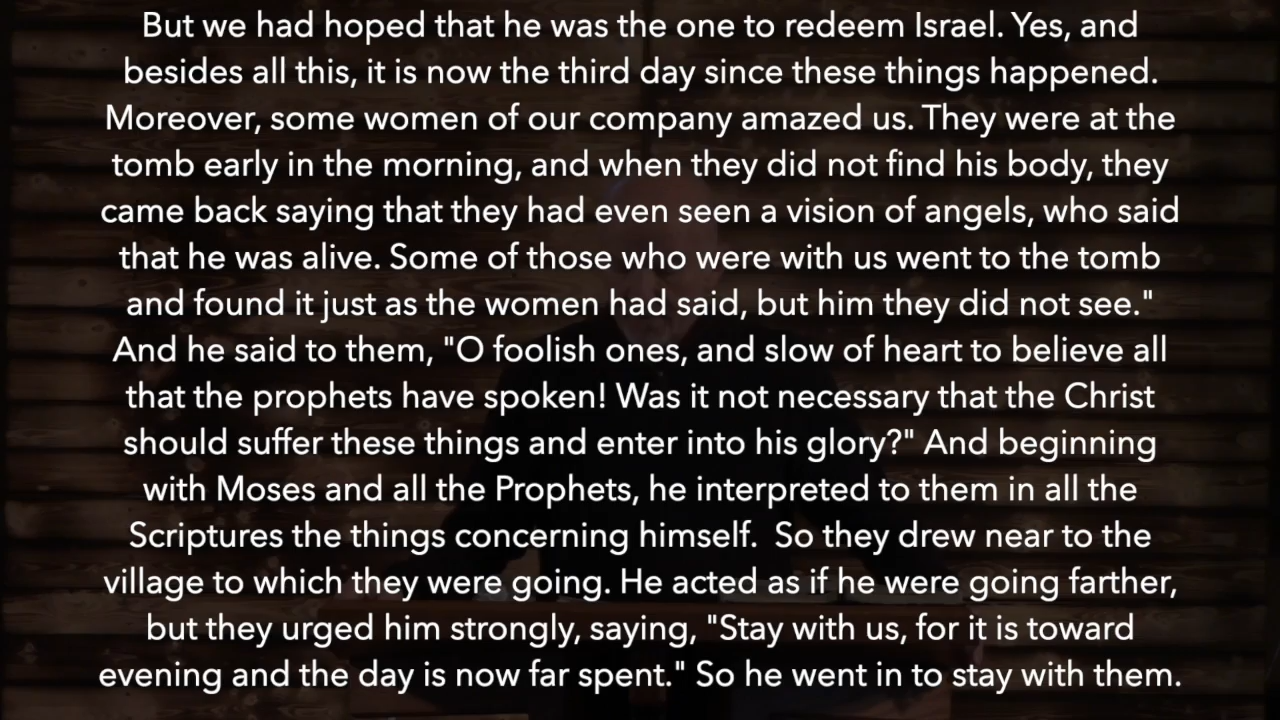 But we had hoped that he was the one to redeem Israel. Yes, and
besides all this, it is now the third day since these things happened.
Moreover, some women of our company amazed us. They were at the
tomb early in the morning, and when they did not find his body, they
came back saying that they had even seen a vision of angels, who said
that he was alive. Some of those who were with us went to the tomb
and found it just as the women had said, but him they did not see."
And he said to them, "O foolish ones, and slow of heart to believe all
that the prophets have spoken! Was it not necessary that the Christ
should suffer these things and enter into his glory?" And beginning
with Moses and all the Prophets, he interpreted to them in all the
Scriptures the things concerning himself.  So they drew near to the
village to which they were going. He acted as if he were going farther,
but they urged him strongly, saying, "Stay with us, for it is toward
evening and the day is now far spent." So he went in to stay with them.